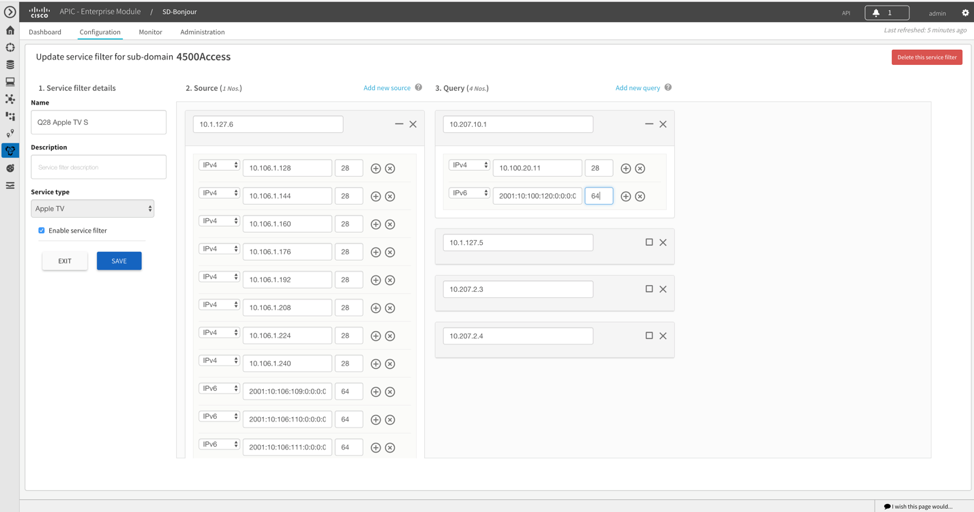 CISCO APIC - Enterprise Module / SD-Bonjour API 1 admin
Dashboard Configuration Monitor Administration Last refreshed: 5 minutes ago
Update service filter for sub-domain 4500Access Delete this service filter
1. Service filter details 2. Source (1 Nos.) Add new source ? 3. Query (4 Nos.) Add new query ?
Name
Q28 Apple TV S
Description
Service filter description
Service type
Apple TV
Enable service filter
EXIT SAVE
10.1.127.6
IPv4 10.106.1.128 28
IPv4 10.106.1.144 28
IPv4 10.106.1.160 28
IPv4 10.106.1.176 28
IPv4 10.106.1.192 28
IPv4 10.106.1.208 28
IPv4 10.106.1.224 28
IPv4 10.106.1.240 28
IPv6 2001:10:106:109:0:0:0:0 64
IPv6 2001:10:106:110:0:0:0:0 64
IPv6 2001:10:106:111:0:0:0:0 64
10.207.10.1
IPv4 10.100.20.11 28
IPv6 2001:10:100:120:0:0:0:0 64
10.1.127.5
10.207.2.3
10.207.2.4
I wish this page would...